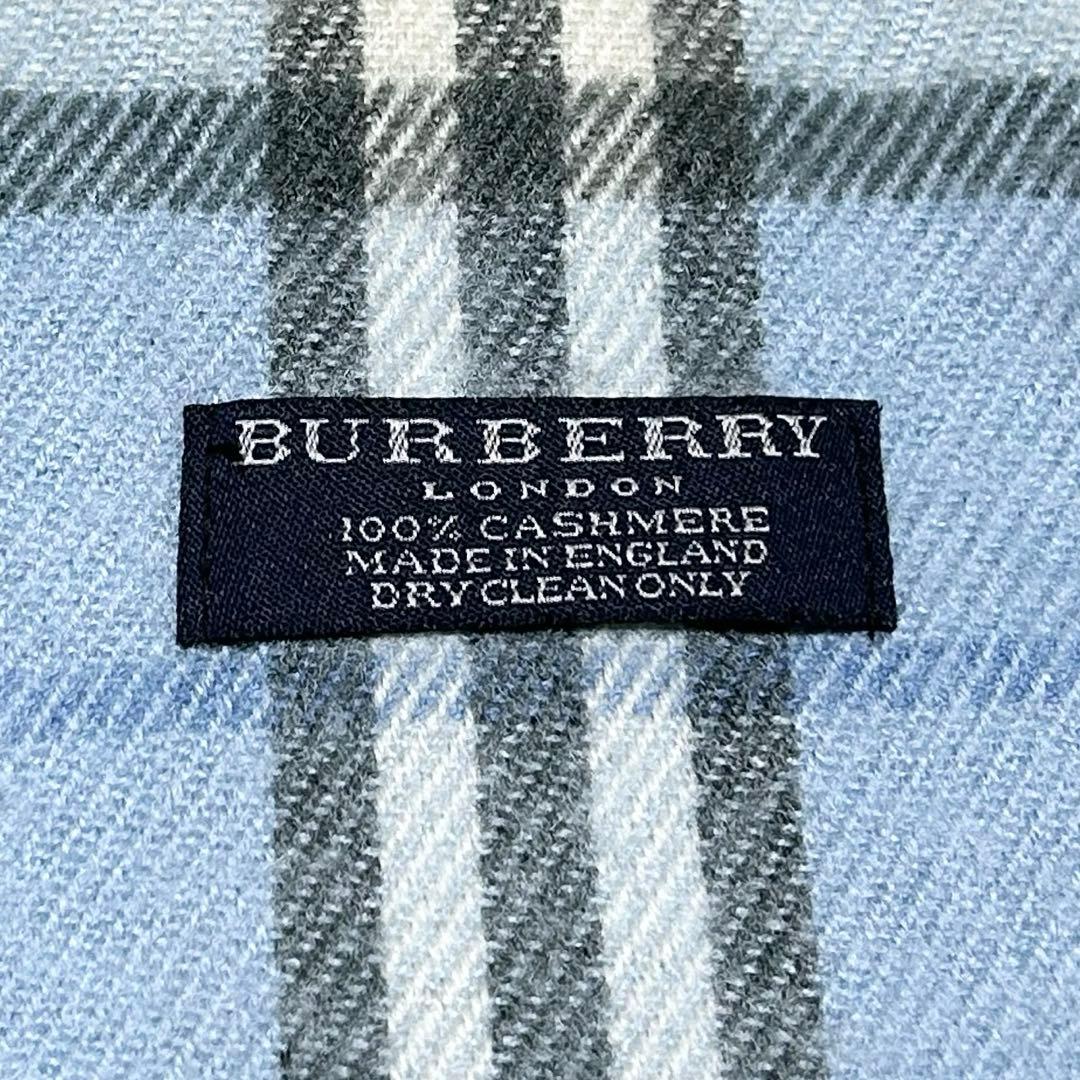 BURBERRY
LONDON
100% CASHMERE
MADE IN ENGLAND
DRY CLEAN ONLY